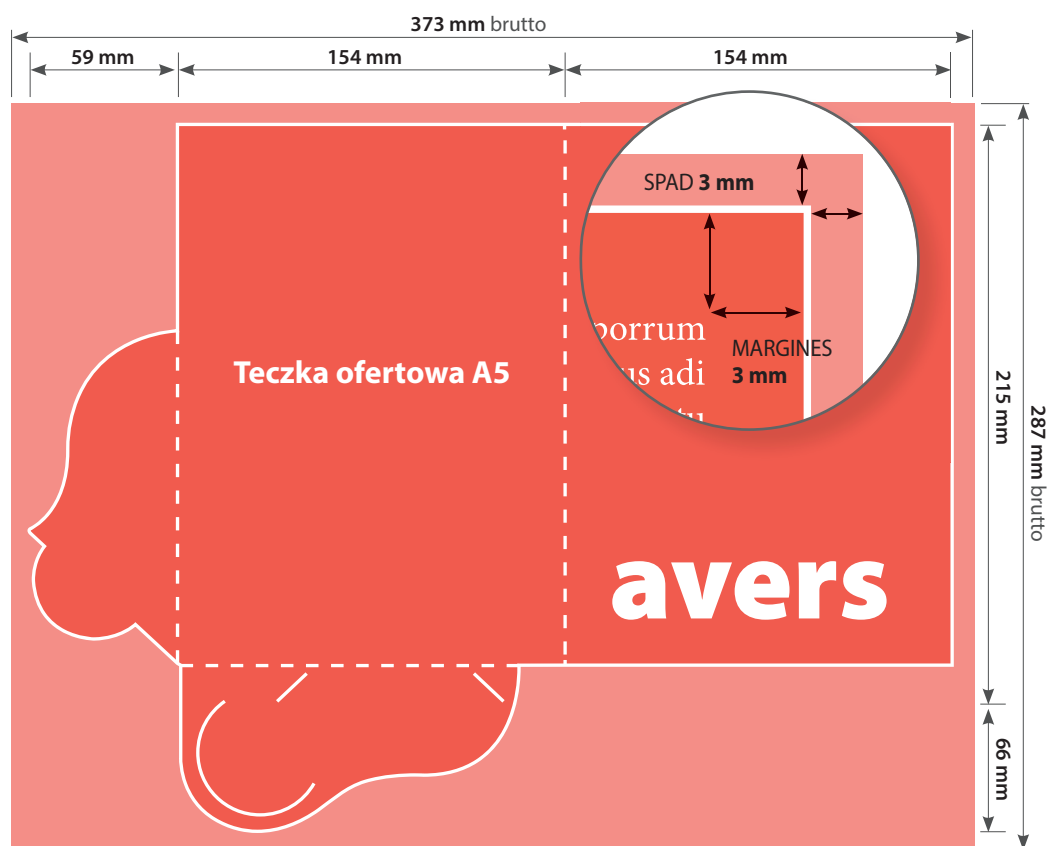 373 mm brutto
59 mm
154 mm
154 mm
SPAD 3 mm
porrum
us adi
tu
MARGINES
3 mm
Teczka ofertowa A5
avers
215 mm
287 mm brutto
66 mm